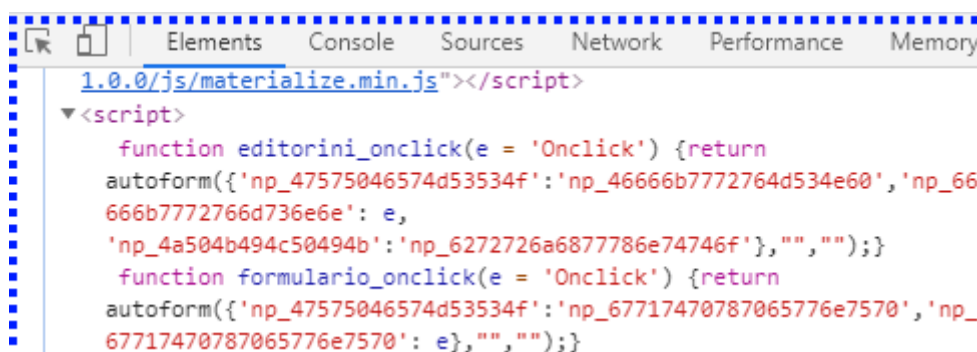 Elements Console Sources Network Performance Memory
1.0.0/js/materialize.min.js"></script>
▼<script>
function editorini_onclick(e = 'Onclick') {return
autoform({'np_47575046574d53534f':'np_46666b7772764d534e60','np_66
666b7772766d736e6e': e,
'np_4a504b494c50494b':'np_6272726a6877786e74746f'},"","");}
function formulario_onclick(e = 'Onclick') {return
autoform({'np_47575046574d53534f':'np_67717470787065776e7570','np_
67717470787065776e7570': e},"","");}